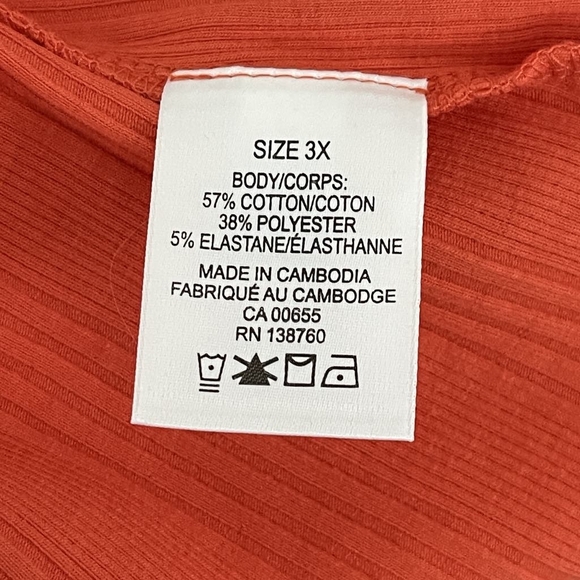 SIZE 3X
BODY/CORPS:
57% COTTON/COTON
38% POLYESTER
5% ELASTANE/ÉLASTHANNE
MADE IN CAMBODIA
FABRIQUÉ AU CAMBODGE
CA 00655
RN 138760